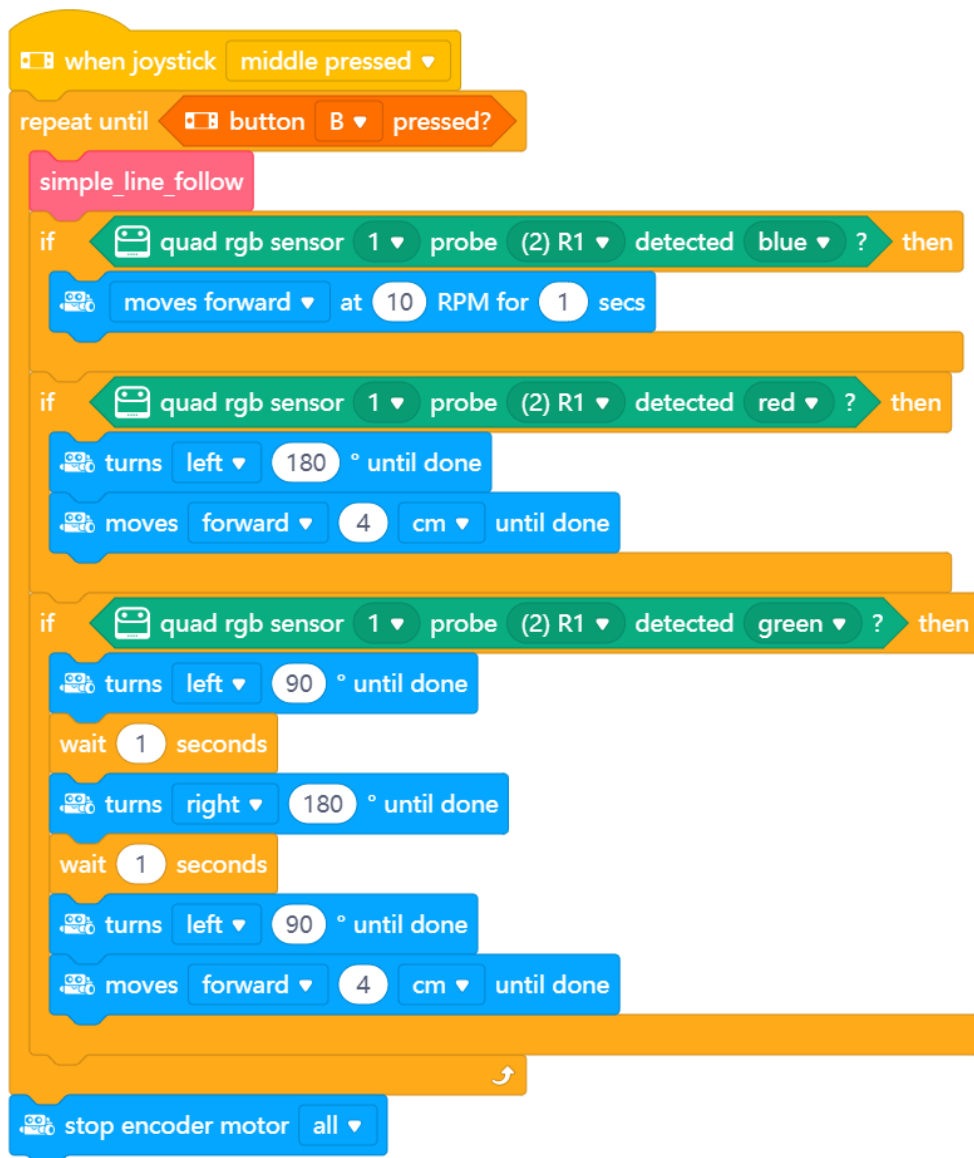 when joystick middle pressed
repeat until button B pressed?
simple_line_follow
if quad rgb sensor 1 probe (2) R1 detected blue ? then
moves forward at 10 RPM for 1 secs
if quad rgb sensor 1 probe (2) R1 detected red ? then
turns left 180 ° until done
moves forward 4 cm until done
if quad rgb sensor 1 probe (2) R1 detected green ? then
turns left 90 ° until done
wait 1 seconds
turns right 180 ° until done
wait 1 seconds
turns left 90 ° until done
moves forward 4 cm until done
stop encoder motor all